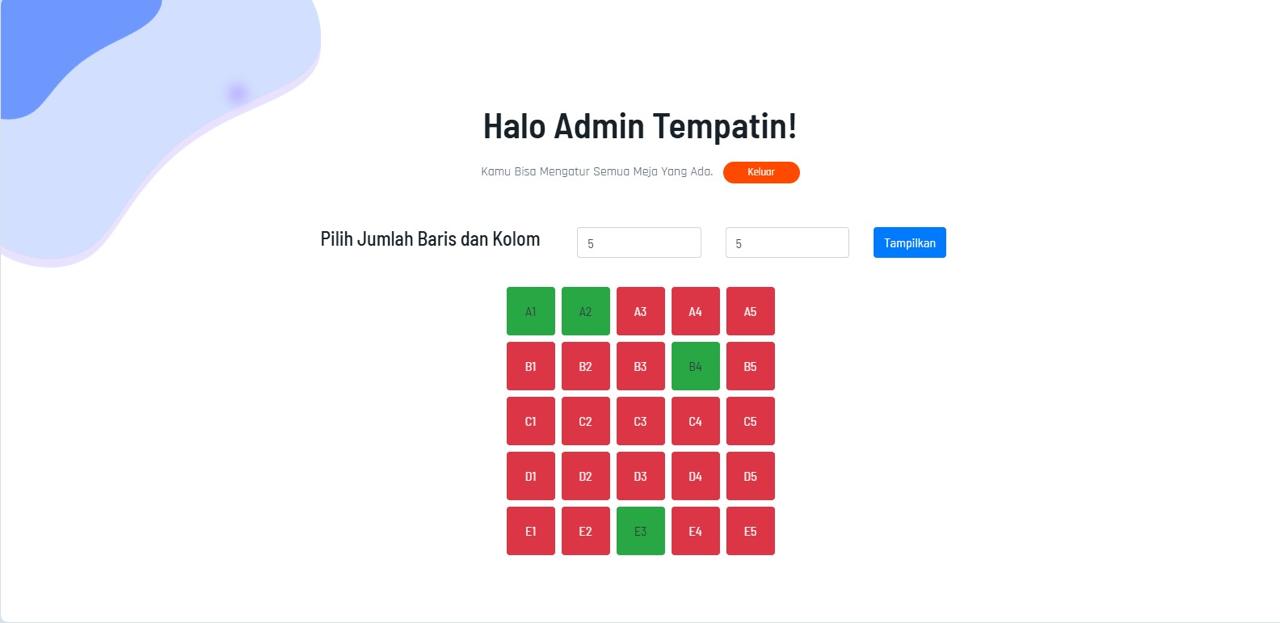 Halo Admin Tempatin!
Kamu Bisa Mengatur Semua Meja Yang Ada. Keluar
Pilih Jumlah Baris dan Kolom 5 5 Tampilkan
A1 A2 A3 A4 A5
B1 B2 B3 B4 B5
C1 C2 C3 C4 C5
D1 D2 D3 D4 D5
E1 E2 E3 E4 E5